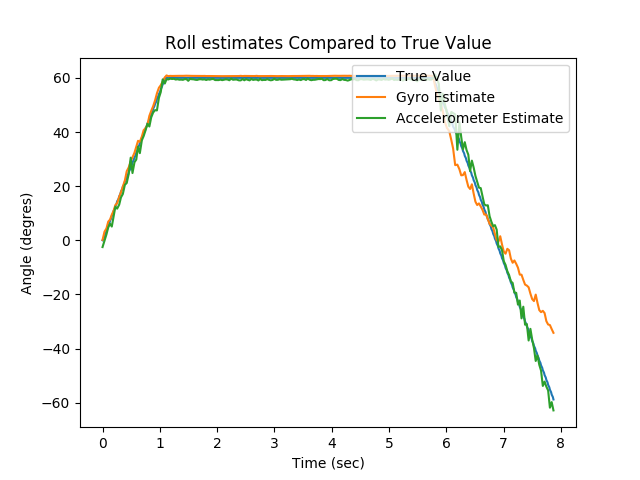 Roll estimates Compared to True Value
True Value
Gyro Estimate
Accelerometer Estimate
Angle (degres)
60
40
20
0
−20
−40
−60
0 1 2 3 4 5 6 7 8
Time (sec)